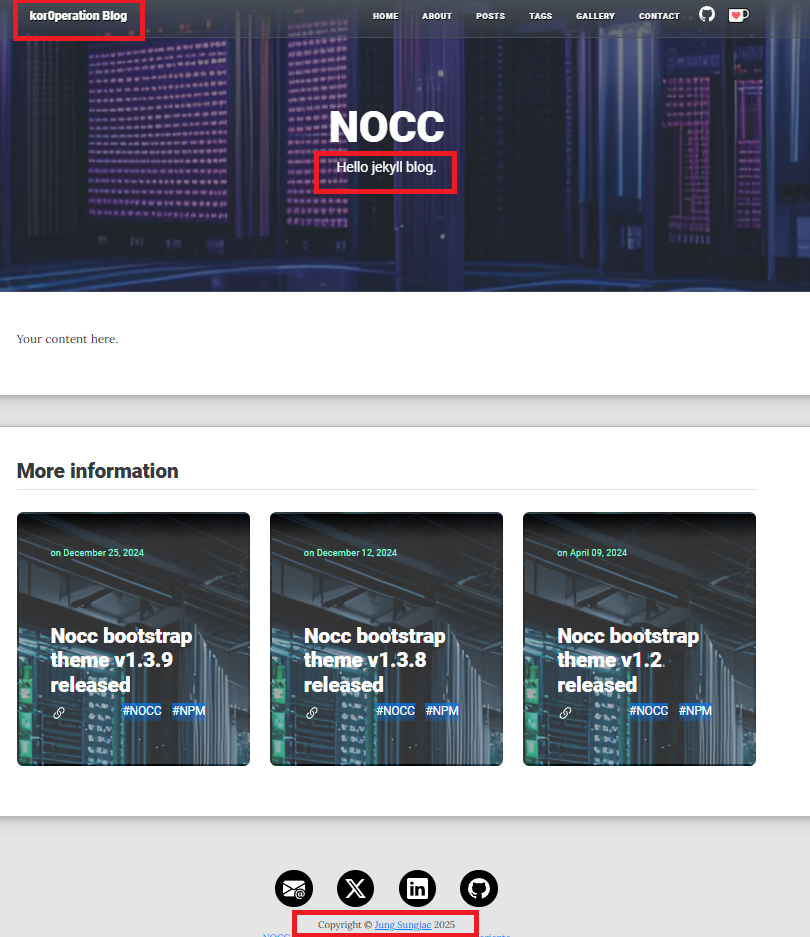 kor0peration Blog
HOME ABOUT POSTS TAGS GALLERY CONTACT
NOCC
Hello jekyll blog.
Your content here.
More information
on December 25, 2024
Nocc bootstrap
theme v1.3.9
released
#NOCC #NPM
on December 12, 2024
Nocc bootstrap
theme v1.3.8
released
#NOCC #NPM
on April 09, 2024
Nocc bootstrap
theme v1.2
released
#NOCC #NPM
Copyright © Jung Sungjae 2025